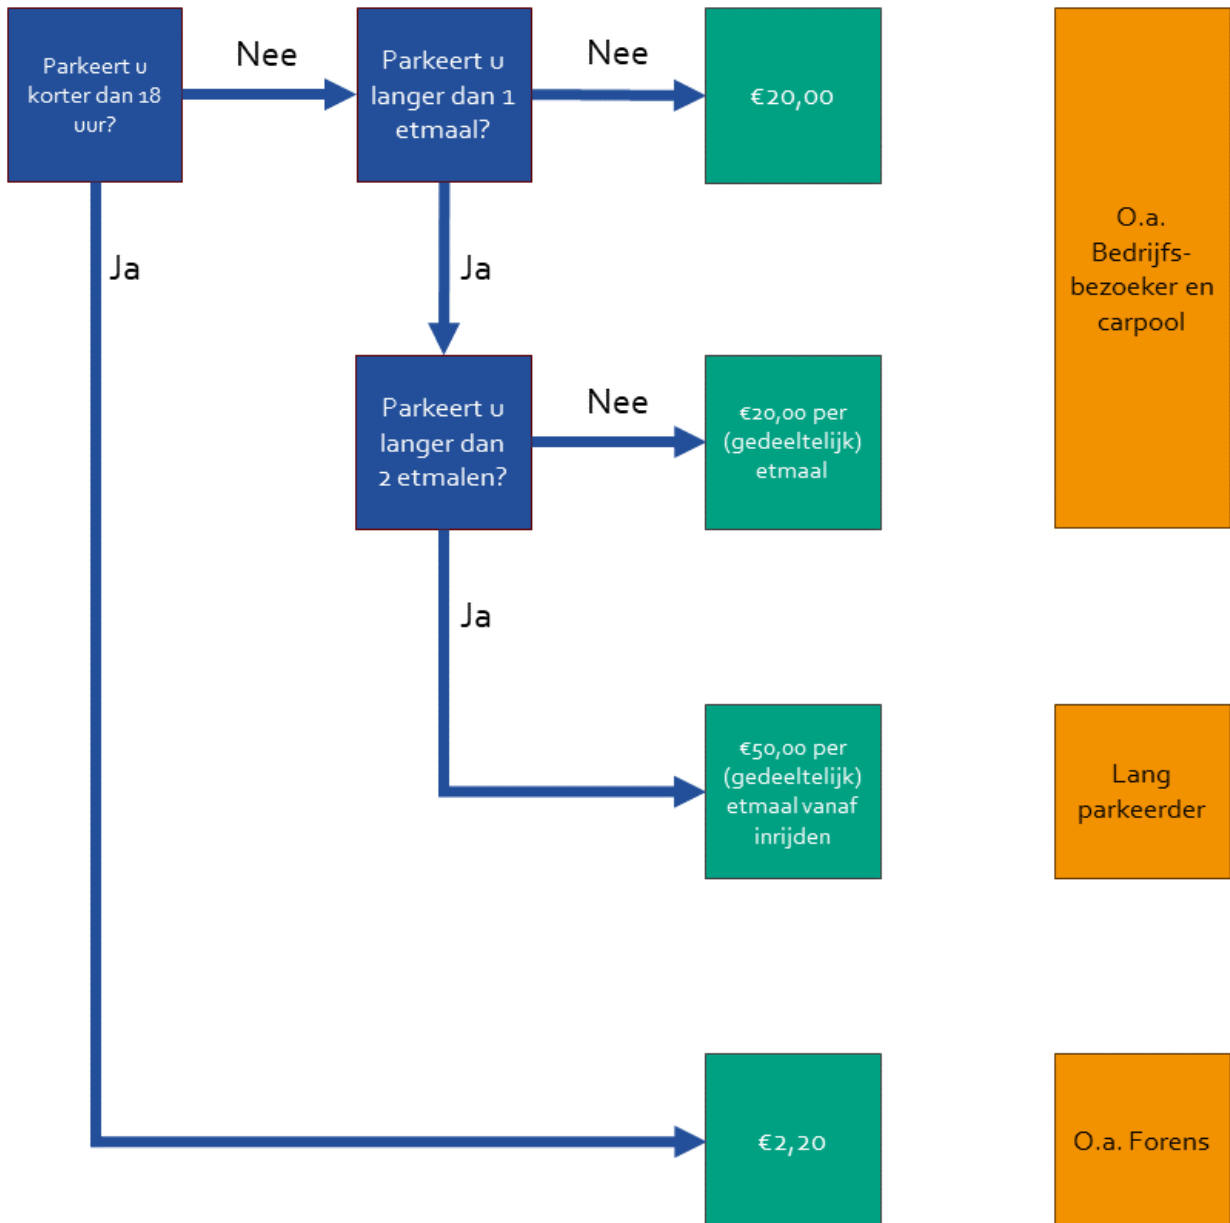 Parkeert u
korter dan 18
uur?
Nee
Parkeert u
langer dan 1
etmaal?
Nee
€20,00
O.a.
Bedrijfs-
bezoeker en
carpool
Ja
Ja
Parkeert u
langer dan
2 etmalen?
Nee
€20,00 per
(gedeeltelijk)
etmaal
Ja
€50,00 per
(gedeeltelijk)
etmaal vanaf
inrijden
Lang
parkeerder
€2,20
O.a. Forens